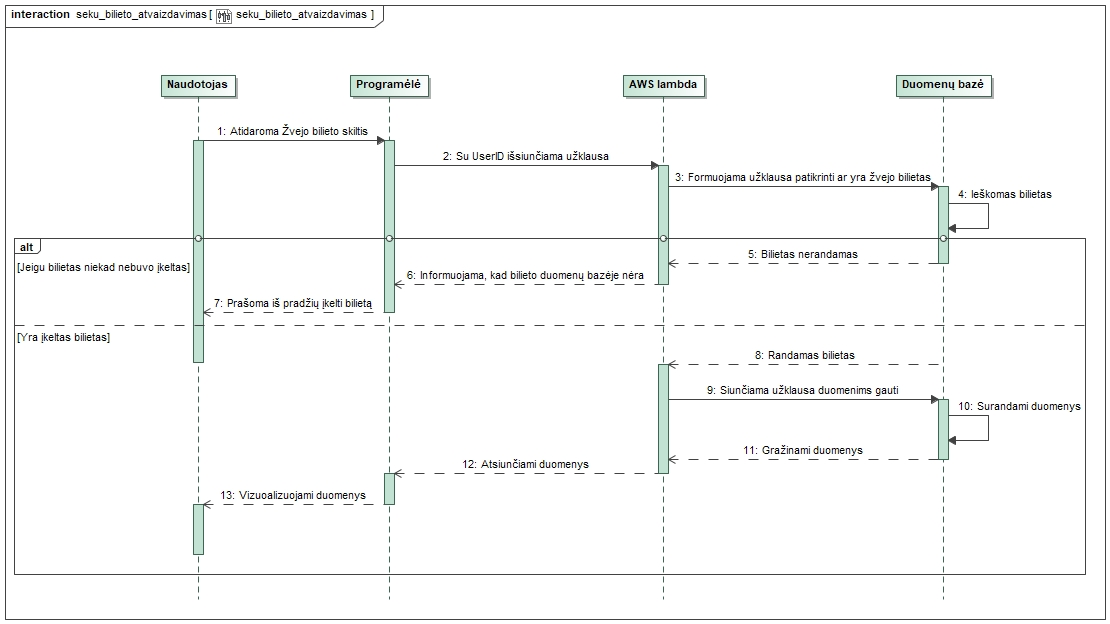 interaction seku_bilieto_atvaizdavimas [ seku_bilieto_atvaizdavimas ]
Naudotojas
Programėlė
AWS lambda
Duomenų bazė
1: Atidaroma Žvejo bilieto skiltis
2: Su UserID išsiunčiama užklausa
3: Formuojama užklausa patikrinti ar yra žvejo bilietas
4: Ieškomas bilietas
alt
[Jeigu bilietas niekad nebuvo įkeltas]
5: Bilietas nerandamas
6: Informuojama, kad bilieto duomenų bazėje nėra
7: Prašoma iš pradžių įkelti bilietą
[Yra įkeltas bilietas]
8: Randamas bilietas
9: Siunčiama užklausa duomenims gauti
10: Surandami duomenys
11: Gražinami duomenys
12: Atsiunčiami duomenys
13: Vizuoalizuojami duomenys